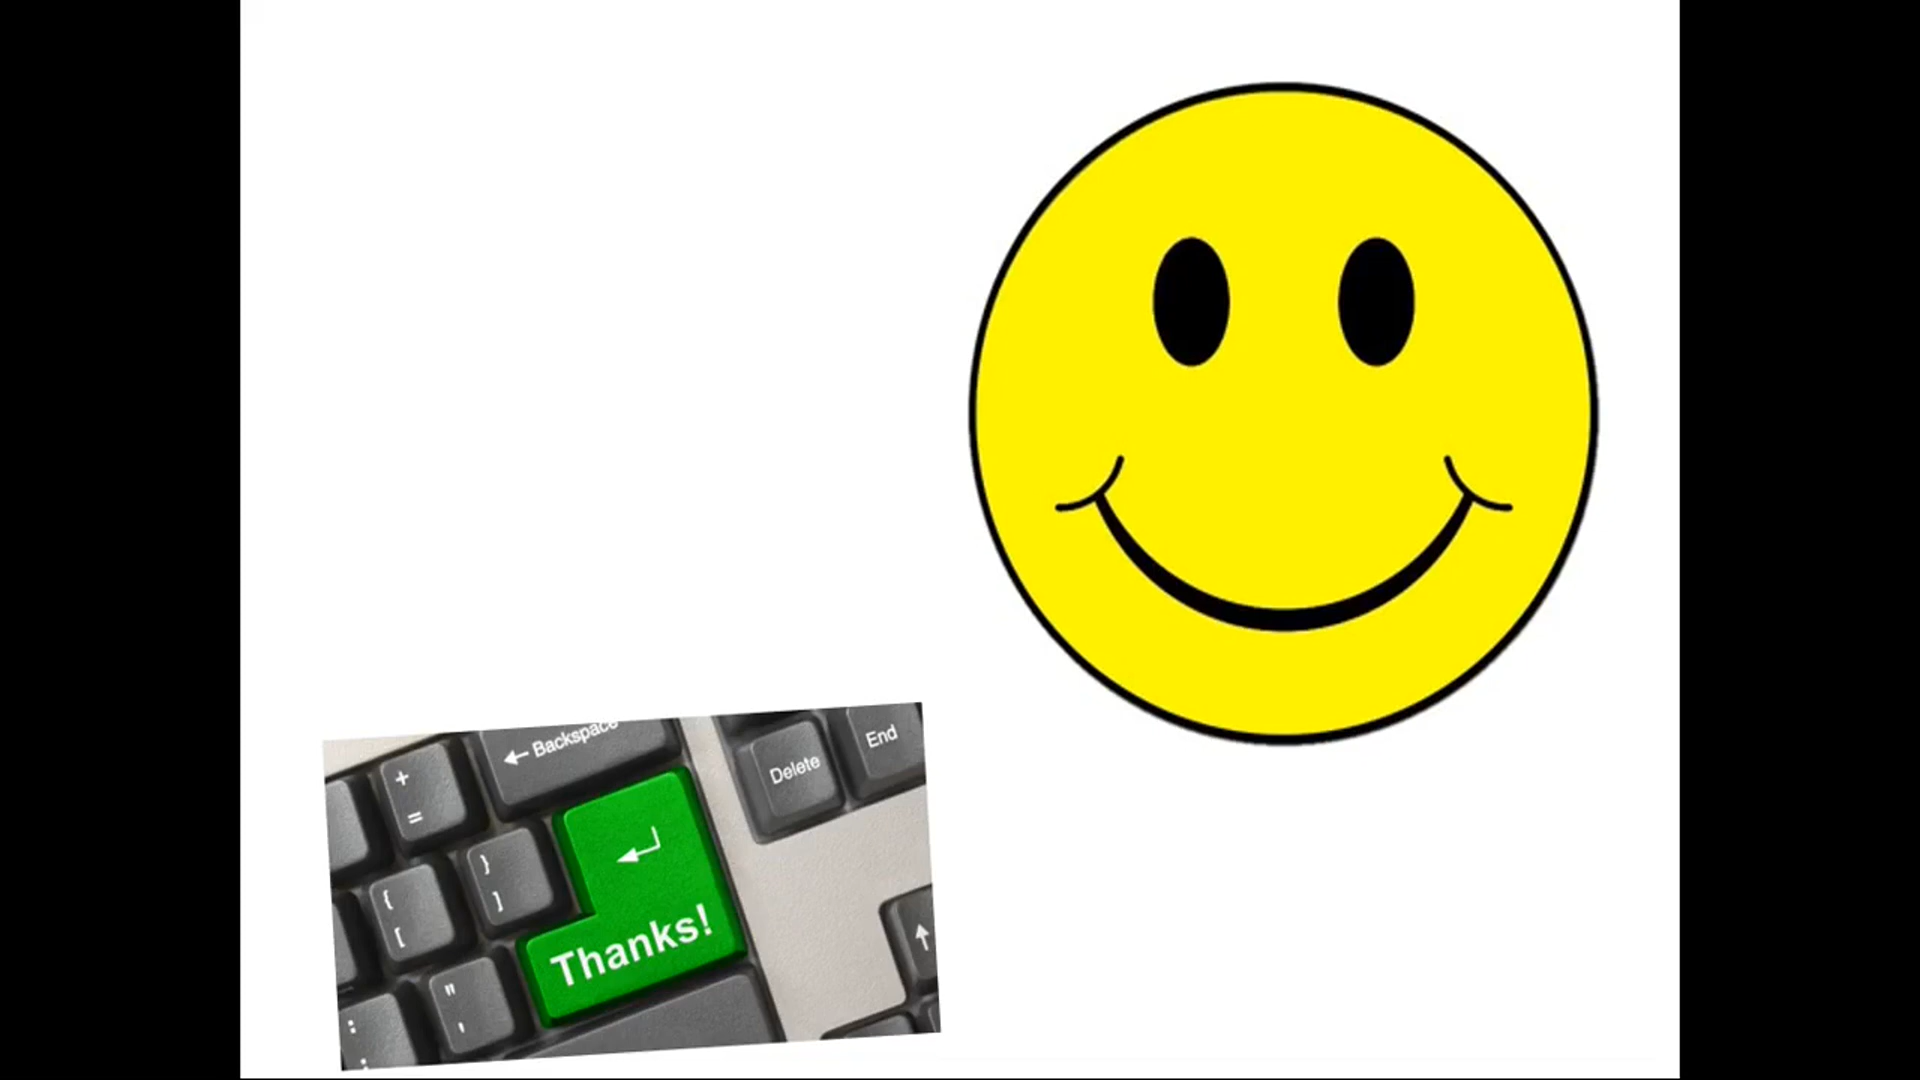 ← Backspace
Delete
End
+
=
}
]
{
[
Thanks!
"
'
:
;